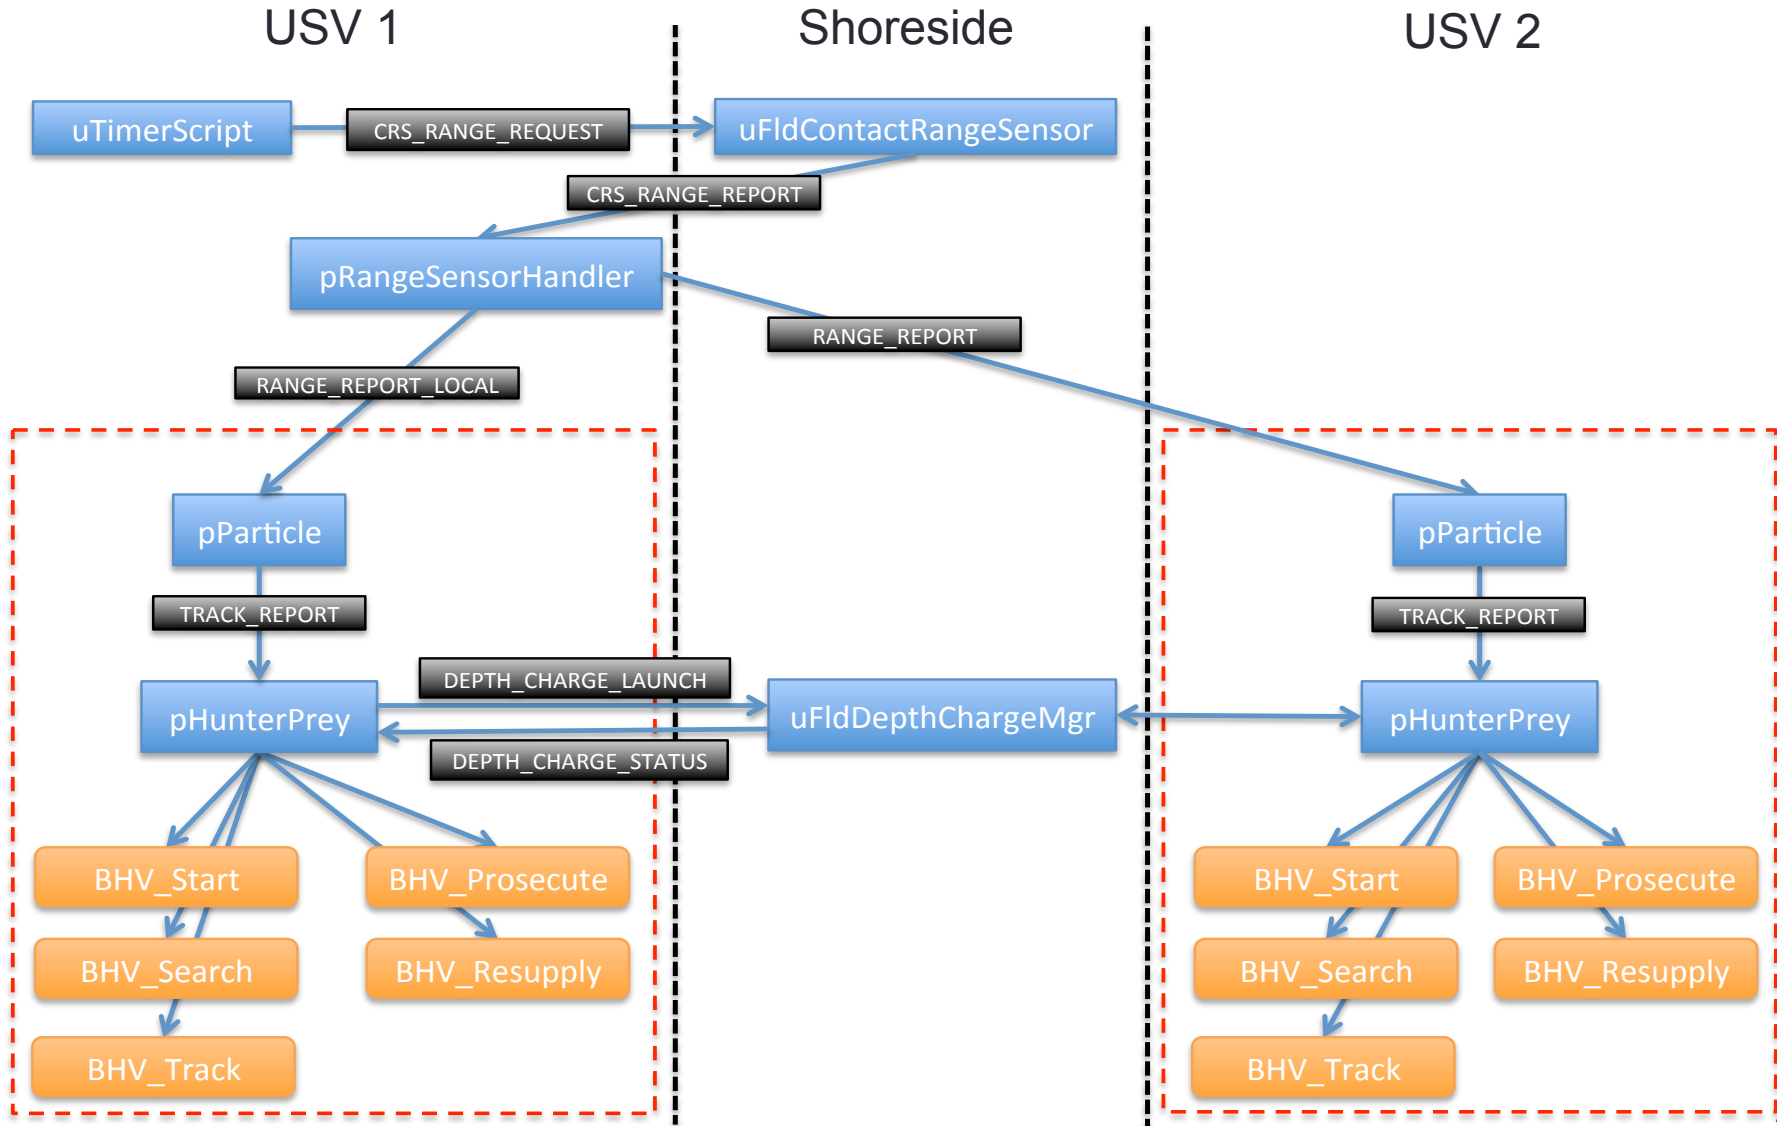 USV 1
Shoreside
USV 2
uTimerScript
CRS_RANGE_REQUEST
uFldContactRangeSensor
CRS_RANGE_REPORT
pRangeSensorHandler
RANGE_REPORT
RANGE_REPORT_LOCAL
pParticle
pParticle
TRACK_REPORT
TRACK_REPORT
DEPTH_CHARGE_LAUNCH
pHunterPrey
uFldDepthChargeMgr
pHunterPrey
DEPTH_CHARGE_STATUS
BHV_Start
BHV_Prosecute
BHV_Start
BHV_Prosecute
BHV_Search
BHV_Resupply
BHV_Search
BHV_Resupply
BHV_Track
BHV_Track